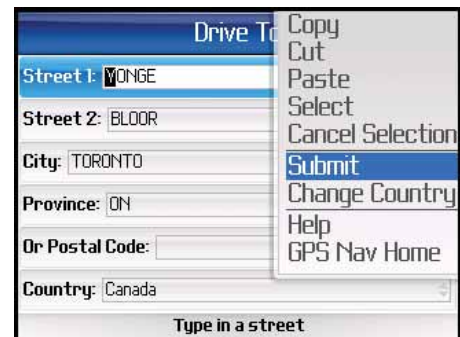 Drive To
Street 1: YONGE
Street 2: BLOOR
City: TORONTO
Province: ON
Or Postal Code:
Country: Canada
Type in a street
Copy
Cut
Paste
Select
Cancel Selection
Submit
Change Country
Help
GPS Nav Home